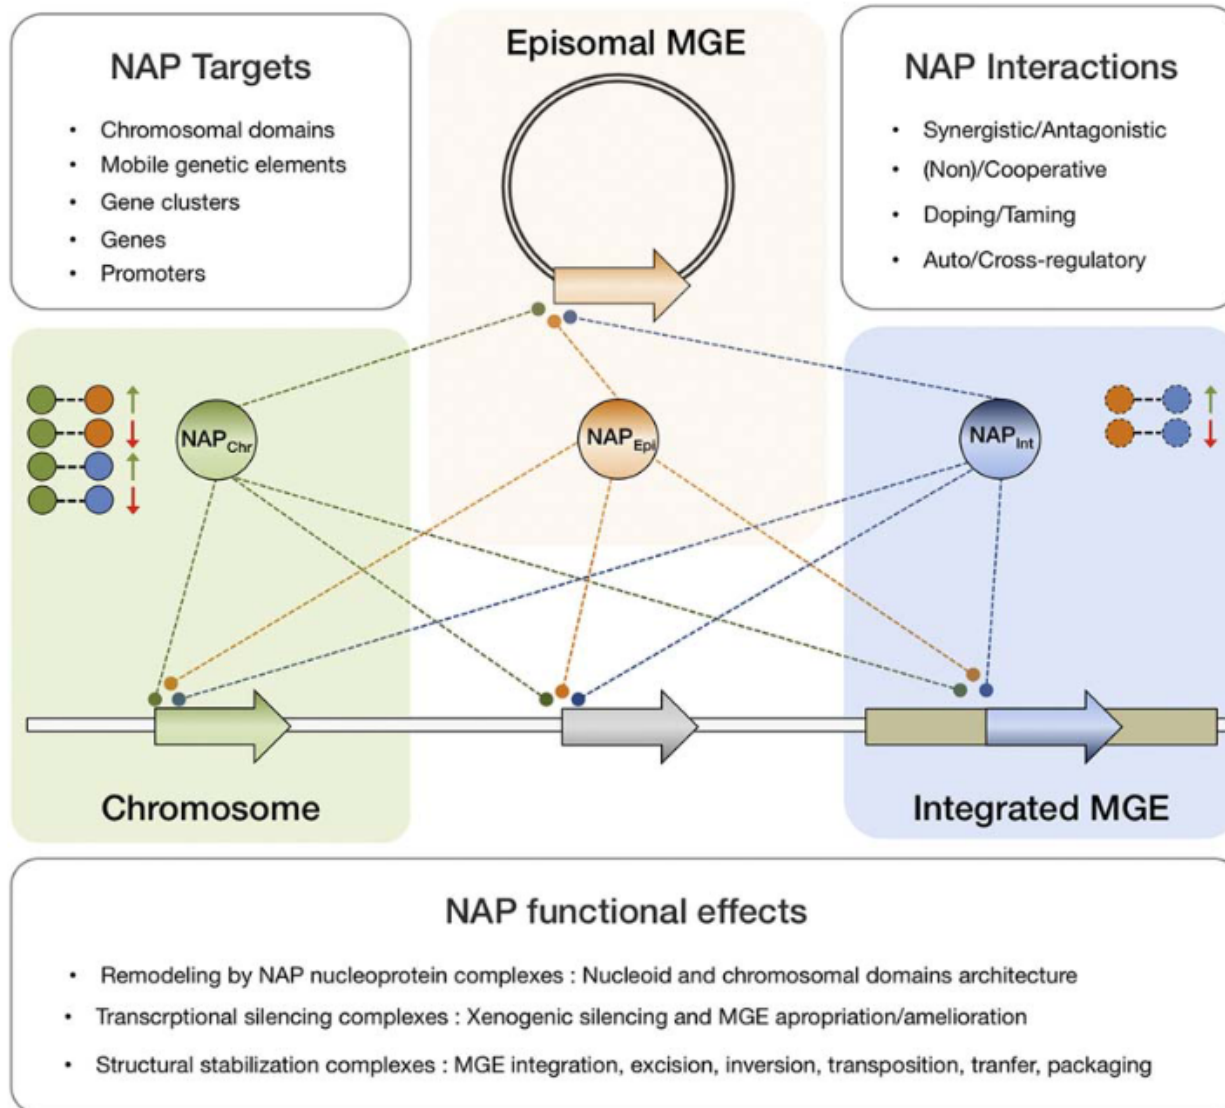 NAP Targets
• Chromosomal domains
• Mobile genetic elements
• Gene clusters
• Genes
• Promoters
Episomal MGE
NAP Interactions
• Synergistic/Antagonistic
• (Non)/Cooperative
• Doping/Taming
• Auto/Cross-regulatory
NAPChr
NAPEpi
NAPInt
Chromosome
Integrated MGE
NAP functional effects
• Remodeling by NAP nucleoprotein complexes : Nucleoid and chromosomal domains architecture
• Transcrptional silencing complexes : Xenogenic silencing and MGE apropriation/amelioration
• Structural stabilization complexes : MGE integration, excision, inversion, transposition, tranfer, packaging